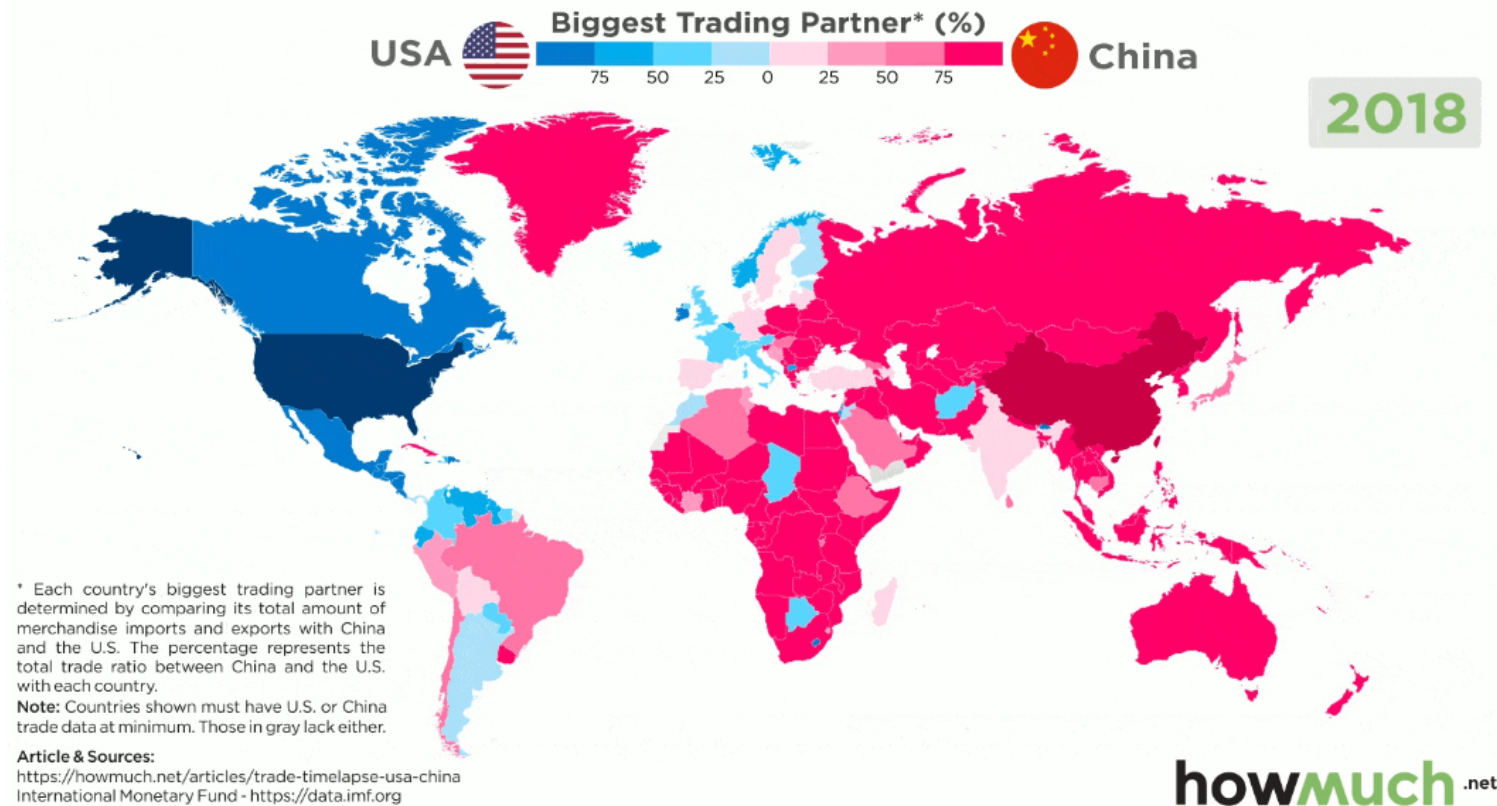 Biggest Trading Partner* (%)
USA
China
75 50 25 0 25 50 75
2018
* Each country's biggest trading partner is
determined by comparing its total amount of
merchandise imports and exports with China
and the U.S. The percentage represents the
total trade ratio between China and the U.S.
with each country.
Note: Countries shown must have U.S. or China
trade data at minimum. Those in gray lack either.
Article & Sources:
https://howmuch.net/articles/trade-timelapse-usa-china
International Monetary Fund - https://data.imf.org
howmuch.net